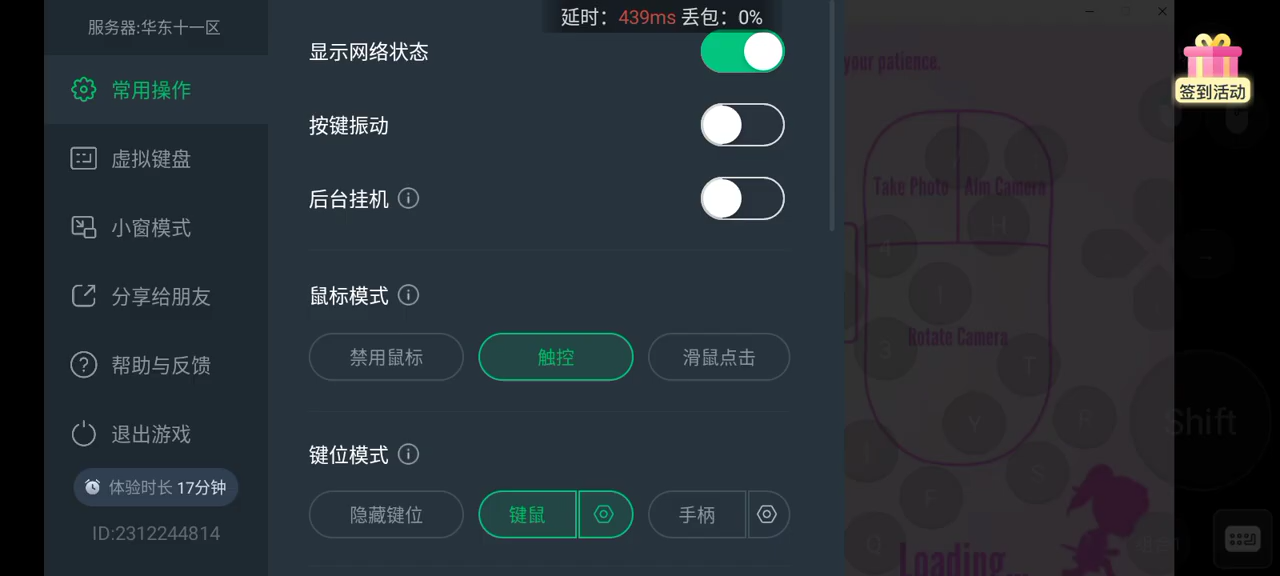 延时：439ms 丢包：0%
服务器:华东十一区
常用操作
虚拟键盘
小窗模式
分享给朋友
帮助与反馈
退出游戏
体验时长 17分钟
ID:2312244814
显示网络状态
按键振动
后台挂机
鼠标模式
禁用鼠标
触控
滑鼠点击
键位模式
隐藏键位
键鼠
手柄
your patience.
签到活动
Take Photo
Aim Camera
H
4
1
Rotate Camera
3
T
Shift
Y
R
S
F
Q
Loading...